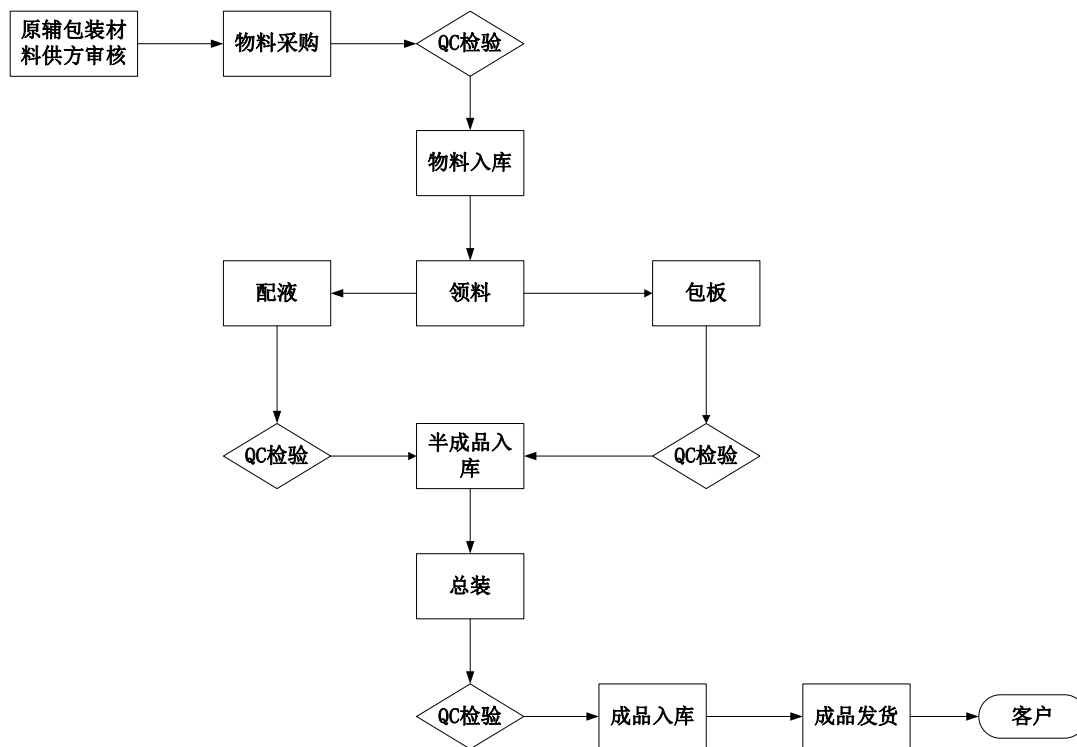 原辅包装材
料供方审核
物料采购
QC检验
物料入库
配液
领料
包板
QC检验
半成品入
库
QC检验
总装
QC检验
成品入库
成品发货
客户